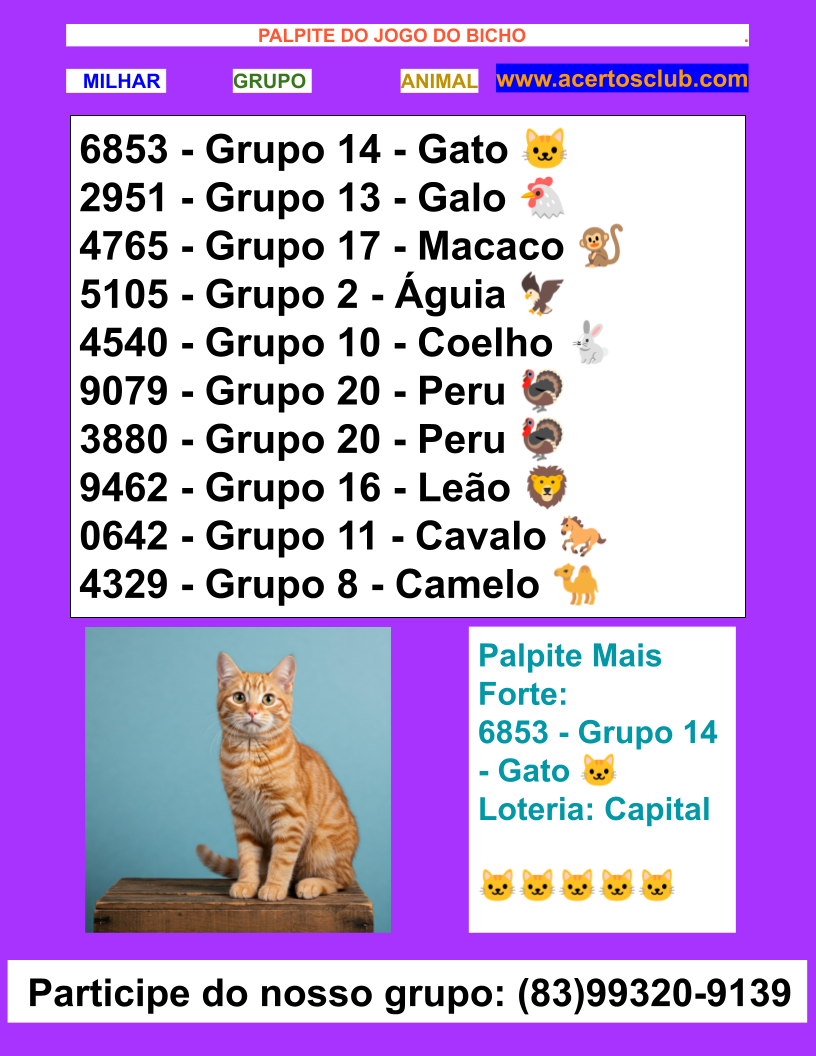 PALPITE DO JOGO DO BICHO .
MILHAR GRUPO ANIMAL www.acertosclub.com
6853 - Grupo 14 - Gato 🐱
2951 - Grupo 13 - Galo 🐔
4765 - Grupo 17 - Macaco 🐒
5105 - Grupo 2 - Águia 🦅
4540 - Grupo 10 - Coelho 🐇
9079 - Grupo 20 - Peru 🦃
3880 - Grupo 20 - Peru 🦃
9462 - Grupo 16 - Leão 🦁
0642 - Grupo 11 - Cavalo 🐎
4329 - Grupo 8 - Camelo 🐫
Palpite Mais
Forte:
6853 - Grupo 14
- Gato 🐱
Loteria: Capital
🐱🐱🐱🐱🐱
Participe do nosso grupo: (83)99320-9139